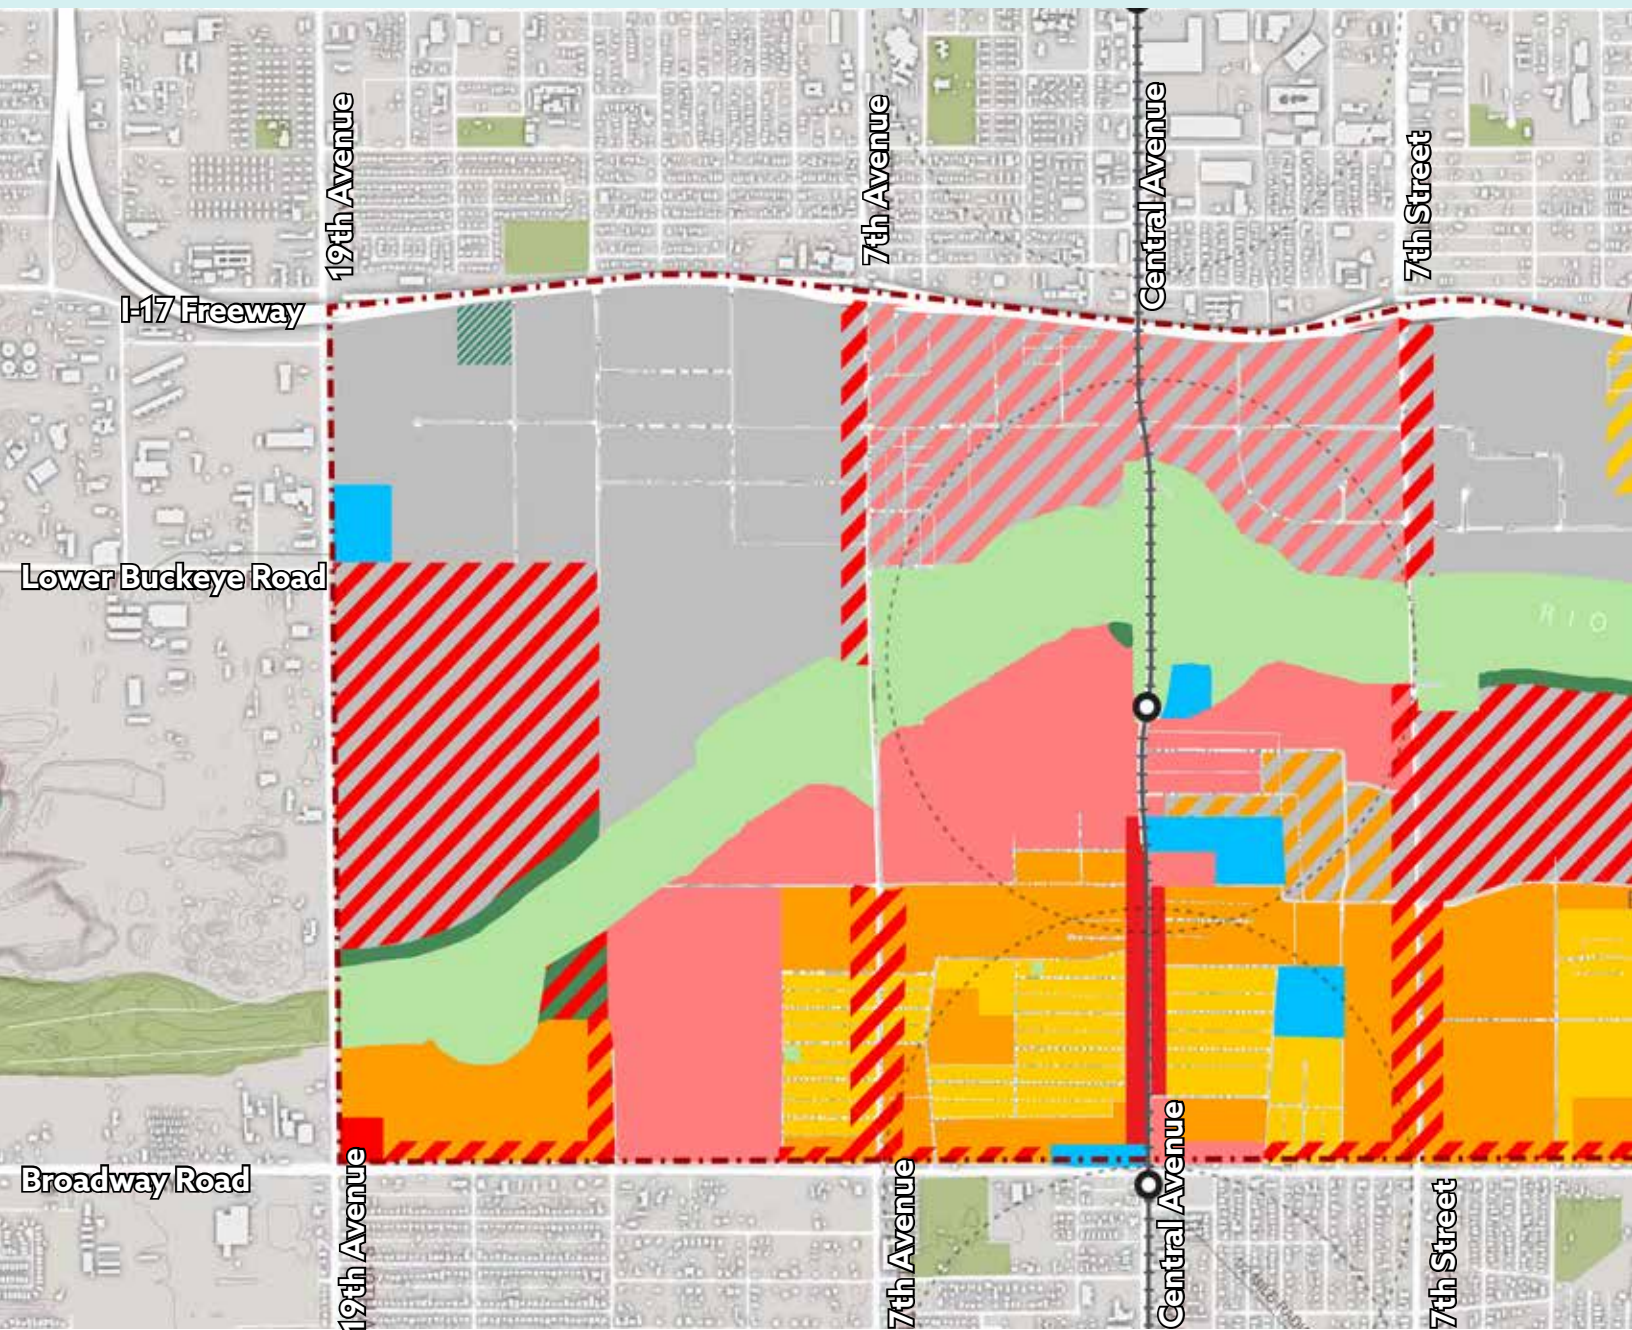 19th Avenue
7th Avenue
Central Avenue
7th Street
I-17 Freeway
Lower Buckeye Road
RIO
Broadway Road
19th Avenue
7th Avenue
Central Avenue
7th Street